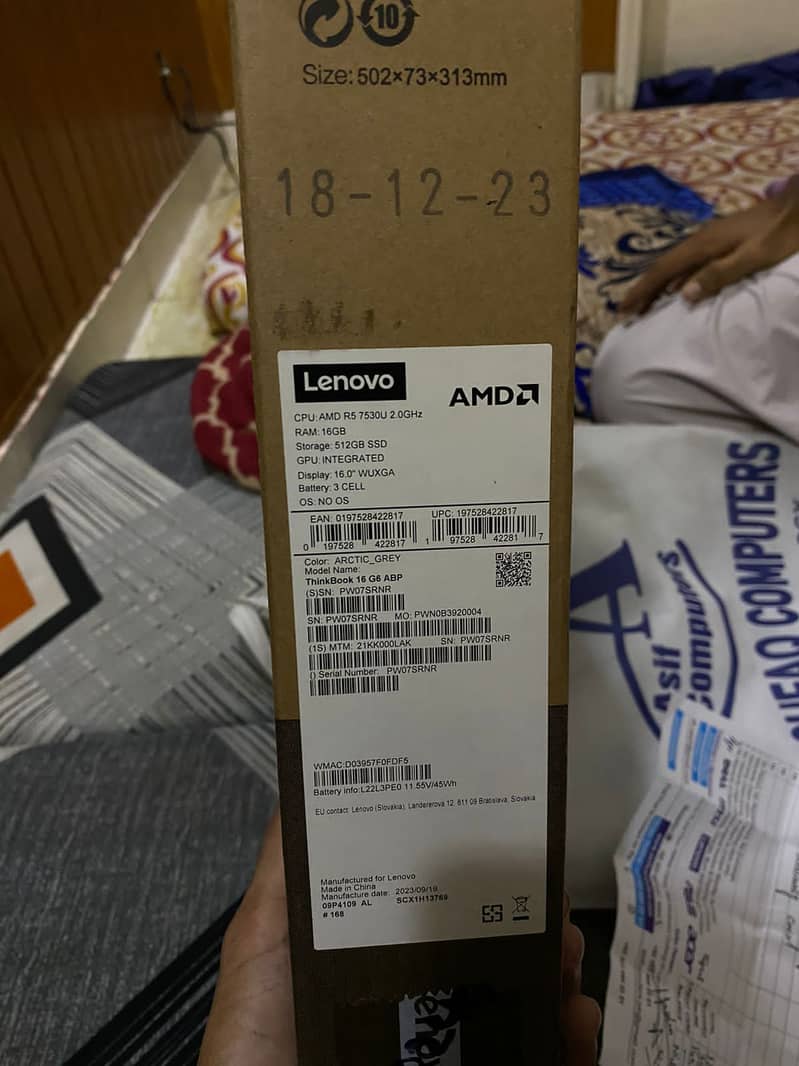 10
Size: 502×73×313mm
18-12-23
Lenovo
AMD
CPU: AMD R5 7530U 2.0GHz
RAM: 16GB
Storage: 512GB SSD
GPU: INTEGRATED
Display: 16.0" WUXGA
Battery: 3 CELL
OS: NO OS
EAN: 0197528422817
UPC: 197528422817
0 197528 422817
1 97528 42281 7
Color: ARCTIC_GREY
Model Name:
ThinkBook 16 G6 ABP
(S)SN: PW07SRNR
SN: PW07SRNR MO: PWN0B3920004
(1S) MTM: 21KK000LAK SN: PW07SRNR
() Serial Number: PW07SRNR
WMAC:D03957F0FDF5
Battery info: L22L3PE0 11.55V/45Wh
EU contact: Lenovo (Slovakia), Landererova 12, 811 09 Bratislava, Slovakia
Manufactured for Lenovo
Made in China
Manufacture date: 2023/09/16
09P4109 AL SCX1H13769
# 168
A
Asif
Computers
COMPUTERS
DELL
acer